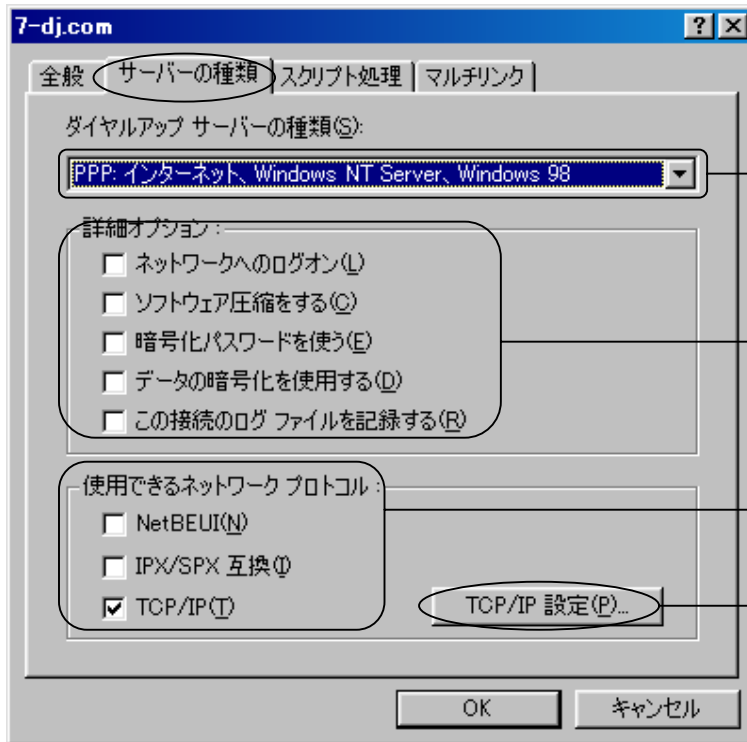 7-dj.com
全般 サーバーの種類 スクリプト処理 マルチリンク
ダイヤルアップ サーバーの種類(S):
PPP: インターネット、Windows NT Server、Windows 98
詳細オプション:
ネットワークへのログオン(L)
ソフトウェア圧縮をする(C)
暗号化パスワードを使う(E)
データの暗号化を使用する(D)
この接続のログ ファイルを記録する(R)
使用できるネットワーク プロトコル:
NetBEUI(N)
IPX/SPX 互換(I)
TCP/IP(T)
TCP/IP 設定(P)...
OK キャンセル